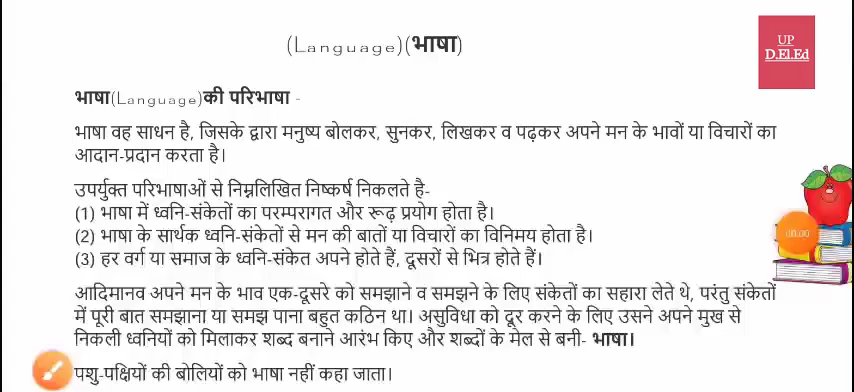 (Language)(भाषा)
UP
D.El.Ed
भाषा(Language)की परिभाषा -
भाषा वह साधन है, जिसके द्वारा मनुष्य बोलकर, सुनकर, लिखकर व पढ़कर अपने मन के भावों या विचारों का
आदान-प्रदान करता है।
उपर्युक्त परिभाषाओं से निम्नलिखित निष्कर्ष निकलते है-
(1) भाषा में ध्वनि-संकेतों का परम्परागत और रूढ़ प्रयोग होता है।
(2) भाषा के सार्थक ध्वनि-संकेतों से मन की बातों या विचारों का विनिमय होता है।
(3) हर वर्ग या समाज के ध्वनि-संकेत अपने होते हैं, दूसरों से भिन्न होते हैं।
00:00
आदिमानव अपने मन के भाव एक-दूसरे को समझाने व समझने के लिए संकेतों का सहारा लेते थे, परंतु संकेतों
में पूरी बात समझाना या समझ पाना बहुत कठिन था। असुविधा को दूर करने के लिए उसने अपने मुख से
निकली ध्वनियों को मिलाकर शब्द बनाने आरंभ किए और शब्दों के मेल से बनी- भाषा।
पशु-पक्षियों की बोलियों को भाषा नहीं कहा जाता।